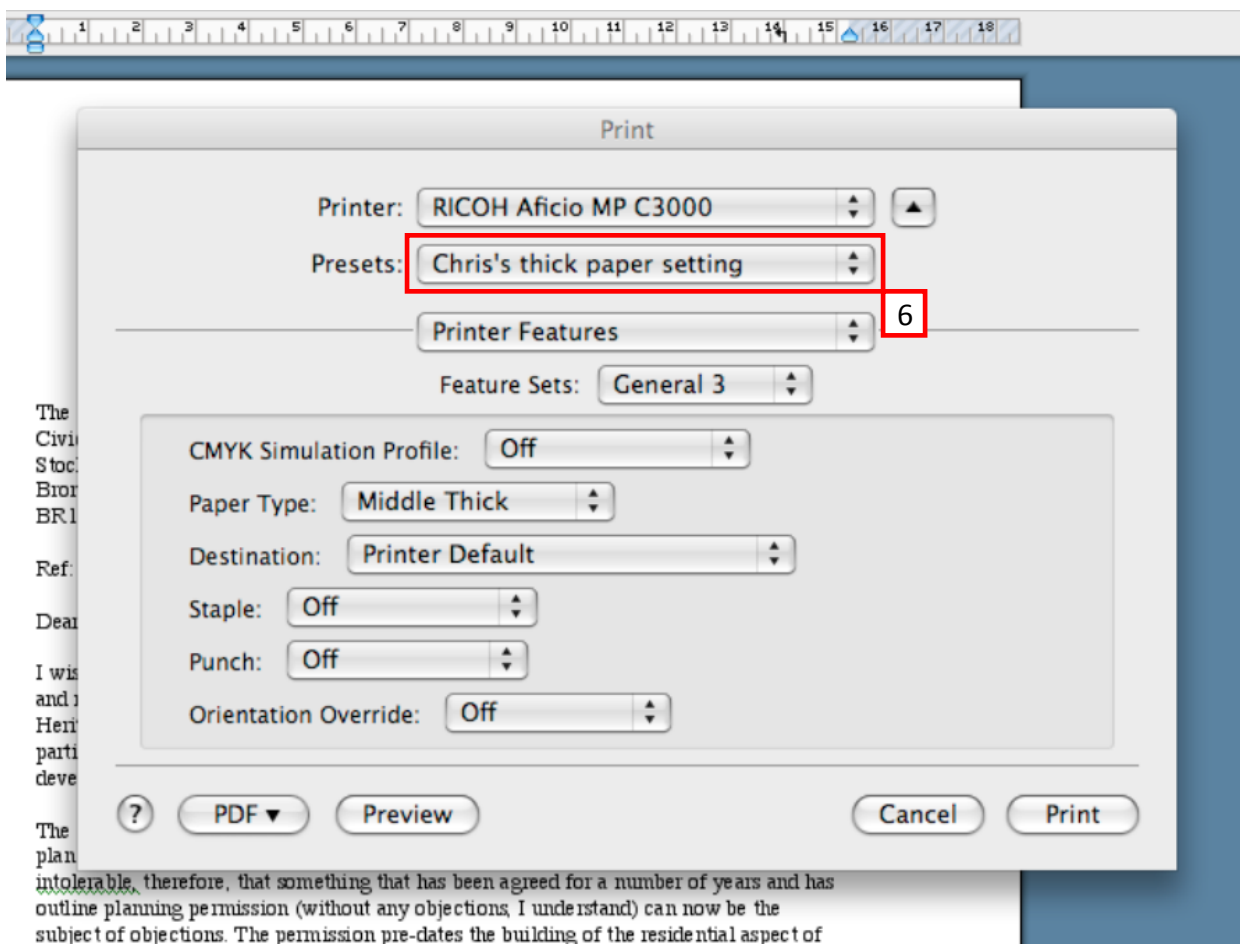 1 2 3 4 5 6 7 8 9 10 11 12 13 14 15 16 17 18
Print
Printer: RICOH Aficio MP C3000
Presets: Chris's thick paper setting
6
Printer Features
Feature Sets: General 3
The
CMYK Simulation Profile: Off
Paper Type: Middle Thick
BR1
Destination: Printer Default
Ref:
Staple: Off
Punch: Off
I wis
and
Orientation Override: Off
parti
deve
? PDF ▼ Preview Cancel Print
The
plan
intolerable, therefore, that something that has been agreed for a number of years and has
outline planning permission (without any objections, I understand) can now be the
subject of objections. The permission pre-dates the building of the residential aspect of